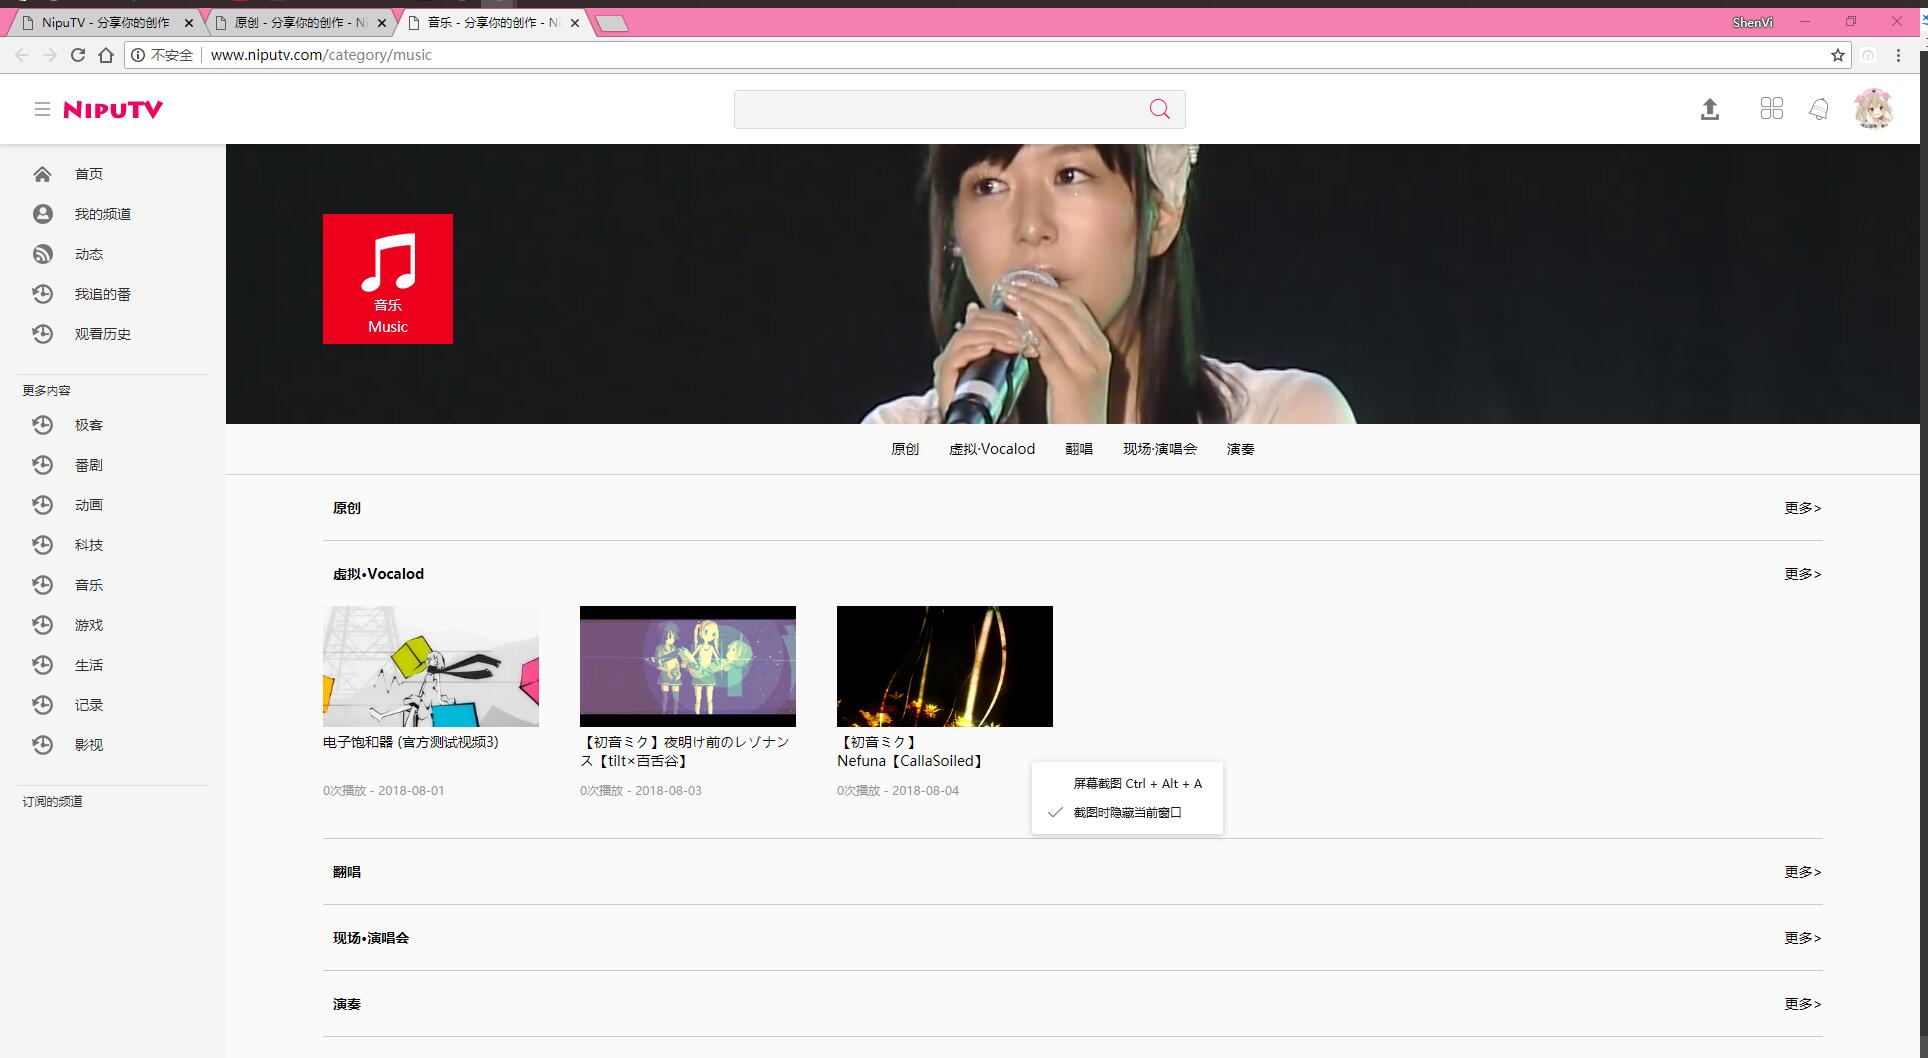 NipuTV - 分享你的创作
原创 - 分享你的创作 - Ni
音乐 - 分享你的创作 - Ni
ShenVi
不安全
www.niputv.com/category/music
NIPUTV
首页
我的频道
动态
我追的番
观看历史
更多内容
极客
番剧
动画
科技
音乐
游戏
生活
记录
影视
订阅的频道
音乐
Music
原创 虚拟·Vocalod 翻唱 现场·演唱会 演奏
原创 更多>
虚拟•Vocalod 更多>
电子饱和器 (官方测试视频3)
0次播放 - 2018-08-01
【初音ミク】夜明け前のレゾナン
ス【tilt×百舌谷】
0次播放 - 2018-08-03
【初音ミク】
Nefuna【CallaSoiled】
0次播放 - 2018-08-04
屏幕截图 Ctrl + Alt + A
截图时隐藏当前窗口
翻唱 更多>
现场•演唱会 更多>
演奏 更多>